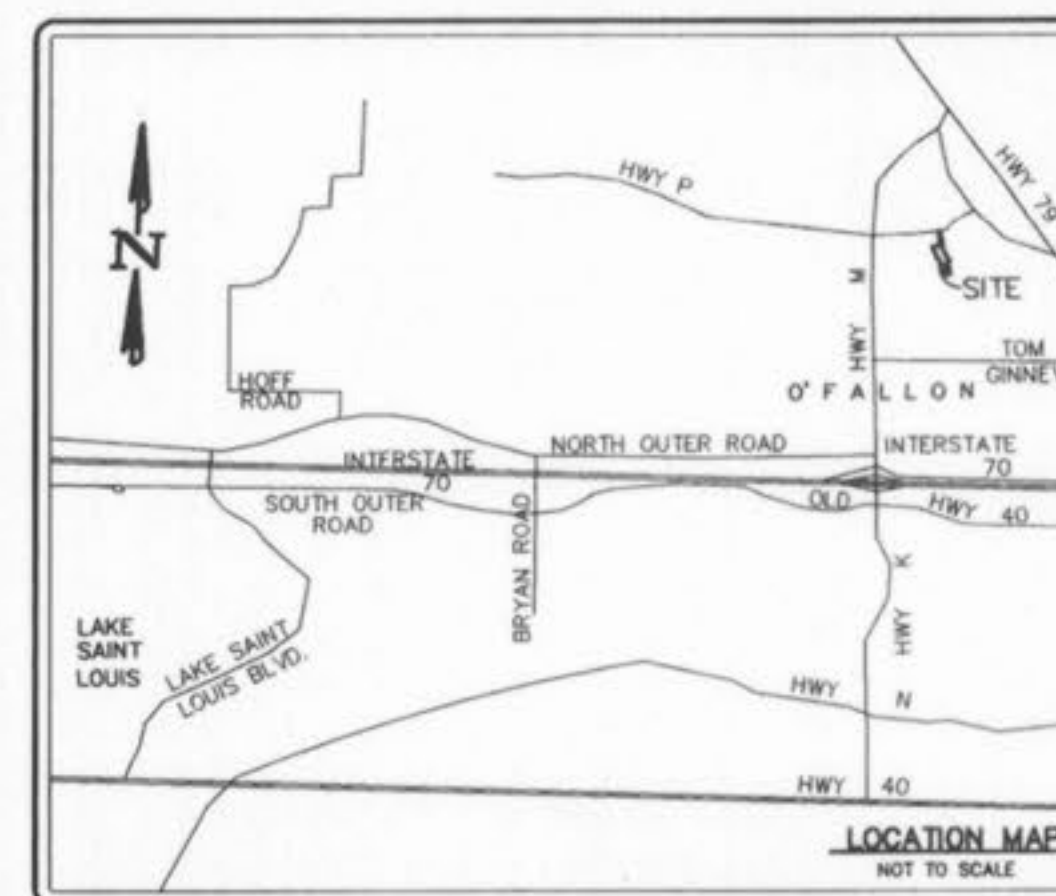 N
HWY P
HWY 79
SITE
HWY M
TOM
GINNEY
HOFF
ROAD
O' F A L L O N
NORTH OUTER ROAD
INTERSTATE
70
INTERSTATE
70
SOUTH OUTER
ROAD
OLD HWY 40
BRYAN ROAD
HWY K
LAKE
SAINT
LOUIS
LAKE SAINT
LOUIS BLVD.
HWY N
HWY 40
LOCATION MAP
NOT TO SCALE